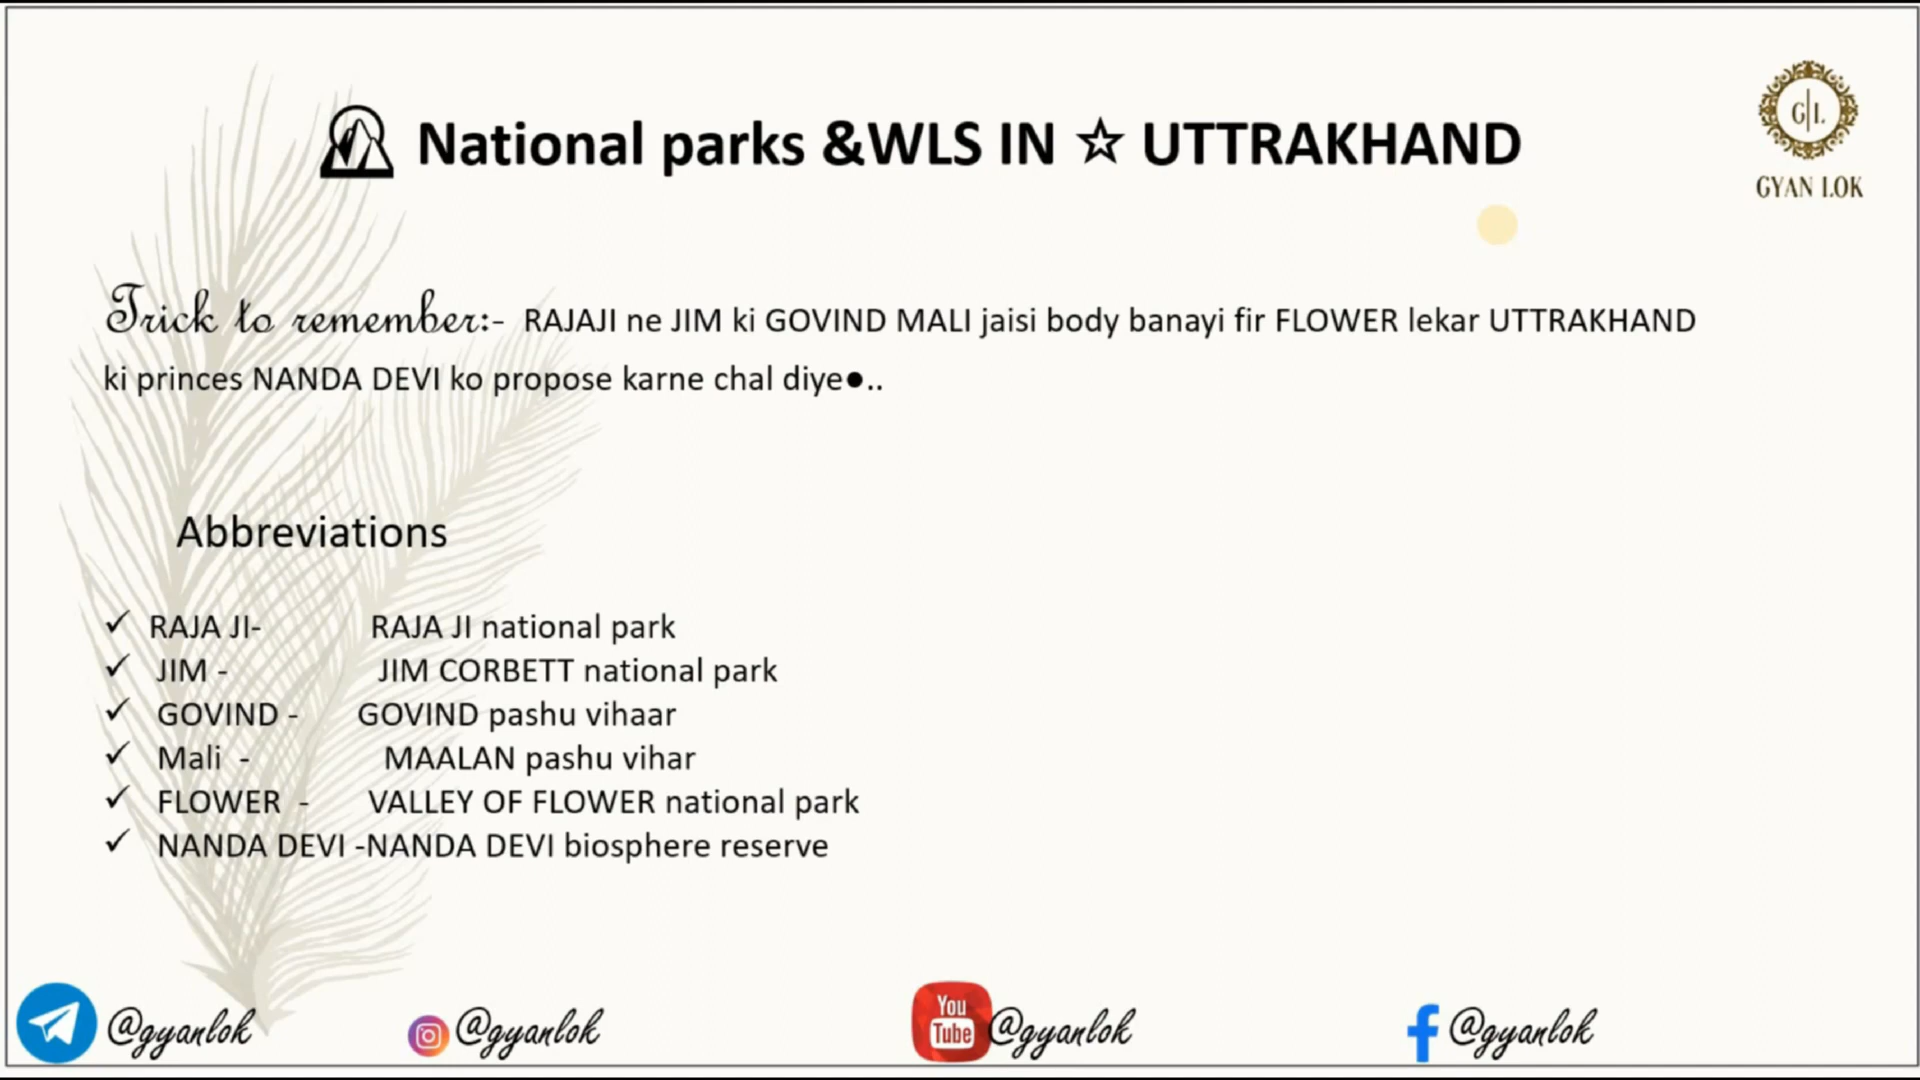 National parks &WLS IN ☆ UTTRAKHAND
G|L
GYAN LOK
Trick to remember:- RAJAJI ne JIM ki GOVIND MALI jaisi body banayi fir FLOWER lekar UTTRAKHAND
ki princes NANDA DEVI ko propose karne chal diye●..
Abbreviations
✓ RAJA JI- RAJA JI national park
✓ JIM - JIM CORBETT national park
✓ GOVIND - GOVIND pashu vihaar
✓ Mali - MAALAN pashu vihar
✓ FLOWER - VALLEY OF FLOWER national park
✓ NANDA DEVI -NANDA DEVI biosphere reserve
@gyanlok @gyanlok You Tube @gyanlok @gyanlok